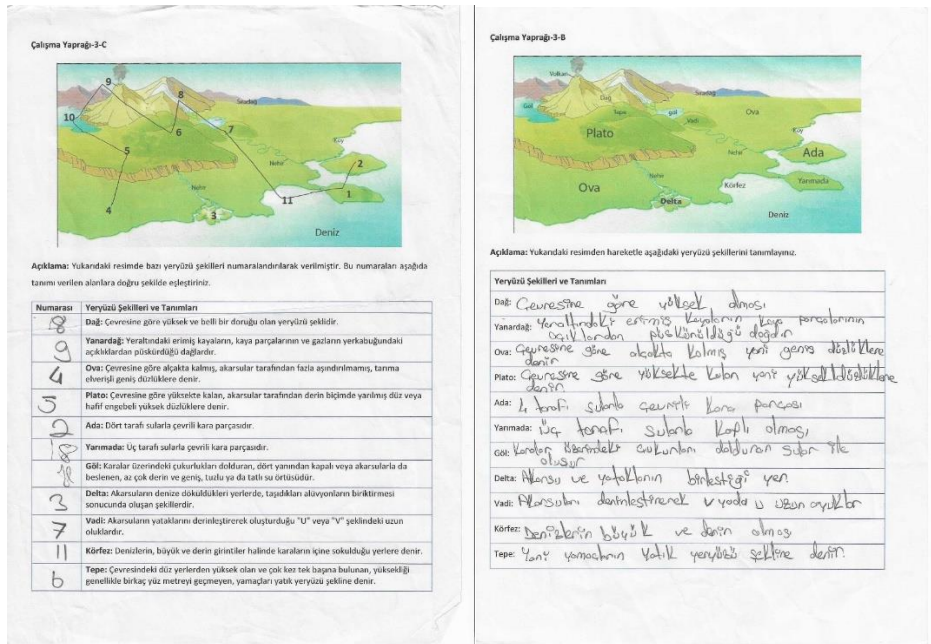 Çalışma Yaprağı-3-C
9
8
Sıradağ
10
6
7
5
Köy
2
Nehir
Nehir
4
3
11
1
Deniz
Açıklama: Yukarıdaki resimde bazı yeryüzü şekilleri numaralandırılarak verilmiştir. Bu numaraları aşağıda
tanımı verilen alanlara doğru şekilde eşleştiriniz.
Numarası Yeryüzü Şekilleri ve Tanımları
8 Dağ: Çevresine göre yüksek ve belli bir doruğu olan yeryüzü şeklidir.
9 Yanardağ: Yeraltındaki erimiş kayaların, kaya parçalarının ve gazların yerkabuğundaki
açıklıklardan püskürdüğü dağlardır.
4 Ova: Çevresine göre alçakta kalmış, akarsular tarafından fazla aşındırılmamış, tarıma
elverişli geniş düzlüklere denir.
5 Plato: Çevresine göre yüksekte kalan, akarsular tarafından derin biçimde yarılmış düz veya
hafif engebeli yüksek düzlüklere denir.
2 Ada: Dört tarafı sularla çevrili kara parçasıdır.
Yarımada: Üç tarafı sularla çevrili kara parçasıdır.
Göl: Karalar üzerindeki çukurlukları dolduran, dört yanından kapalı veya akarsularla da
beslenen, az çok derin ve geniş, tuzlu ya da tatlı su örtüsüdür.
3 Delta: Akarsuların denize döküldükleri yerlerde, taşıdıkları alüvyonların biriktirmesi
sonucunda oluşan şekillerdir.
7 Vadi: Akarsuların yataklarını derinleştirerek oluşturduğu "U" veya "V" şeklindeki uzun
oluklardır.
11 Körfez: Denizlerin, büyük ve derin girintiler halinde karaların içine sokulduğu yerlere denir.
6 Tepe: Çevresindeki düz yerlerden yüksek olan ve çok kez tek başına bulunan, yüksekliği
genellikle birkaç yüz metreyi geçmeyen, yamaçları yatık yeryüzü şekline denir.
Çalışma Yaprağı-3-B
Volkan
Sıradağ
Göl
Dağ
Tepe
göl
Ova
Vadi
Plato
Köy
Nehir
Ada
Nehir
Ova
Körfez
Yarımada
Delta
Deniz
Açıklama: Yukarıdaki resimden hareketle aşağıdaki yeryüzü şekillerini tanımlayınız.
Yeryüzü Şekilleri ve Tanımları
Dağ: Çevresine göre yüksek olması
Yanardağ: Yeraltındaki erimiş kayaların kaya parçalarının
açıklardan püskürüldüğü dağdır
Ova: Çevresine göre alçakta kalmış yani geniş düzlüklere
denir
Plato: Çevresine göre yüksekte kalan yani yüksek düzlüklere
denir
Ada: 4 tarafı sularla çevrili kara parçası
Yarımada: üç tarafı sularla kaplı olması
Göl: Karalar üzerindeki çukurları dolduran sular ile
oluşur
Delta: Akarsu ve yatakların birleştiği yer
Vadi: Akarsuları derinleştirerek v yada u uzun oyuklar
Körfez: Denizlerin büyük ve derin olması
Tepe: Yani yamaçların yatık yeryüzü şekline denir.